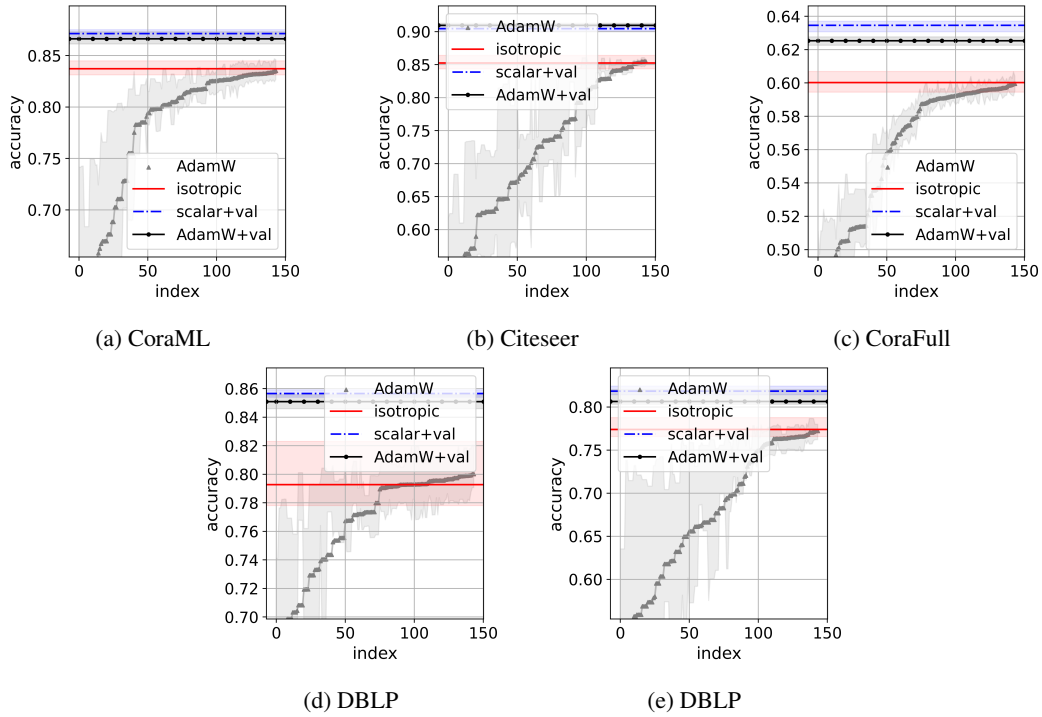 0.85
0.80
0.75
0.70
accuracy
AdamW
isotropic
scalar+val
AdamW+val
0 50 100 150
index
(a) CoraML
0.90
0.75
0.70
0.65
0.60
accuracy
AdamW
isotropic
scalar+val
AdamW+val
0 50 100 150
index
(b) Citeseer
0.64
0.62
0.60
0.58
0.56
0.54
0.52
0.50
accuracy
AdamW
isotropic
scalar+val
AdamW+val
0 50 100 150
index
(c) CoraFull
0.86
0.84
0.82
0.80
0.78
0.76
0.74
0.72
0.70
accuracy
AdamW
isotropic
scalar+val
AdamW+val
0 50 100 150
index
(d) DBLP
0.80
0.75
0.70
0.65
0.60
accuracy
AdamW
isotropic
scalar+val
AdamW+val
0 50 100 150
index
(e) DBLP